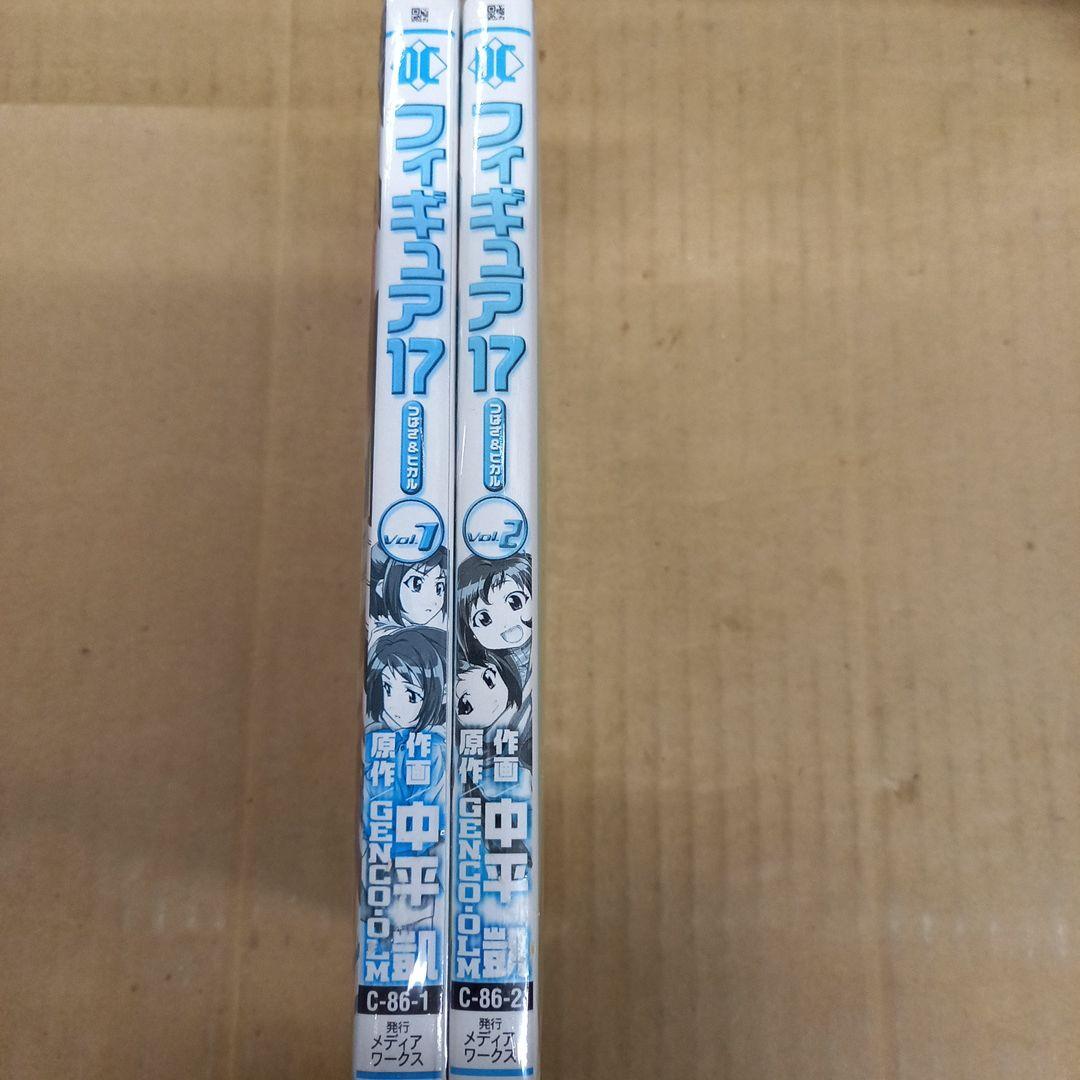 DC
フィギュア17
つばさ&ヒカル
Vol.1
原作/GENCO・OLM
作画 中平凱
C-86-1
発行
メディア
ワークス
DC
フィギュア17
つばさ&ヒカル
Vol.2
原作/GENCO・OLM
作画 中平凱
C-86-2
発行
メディア
ワークス